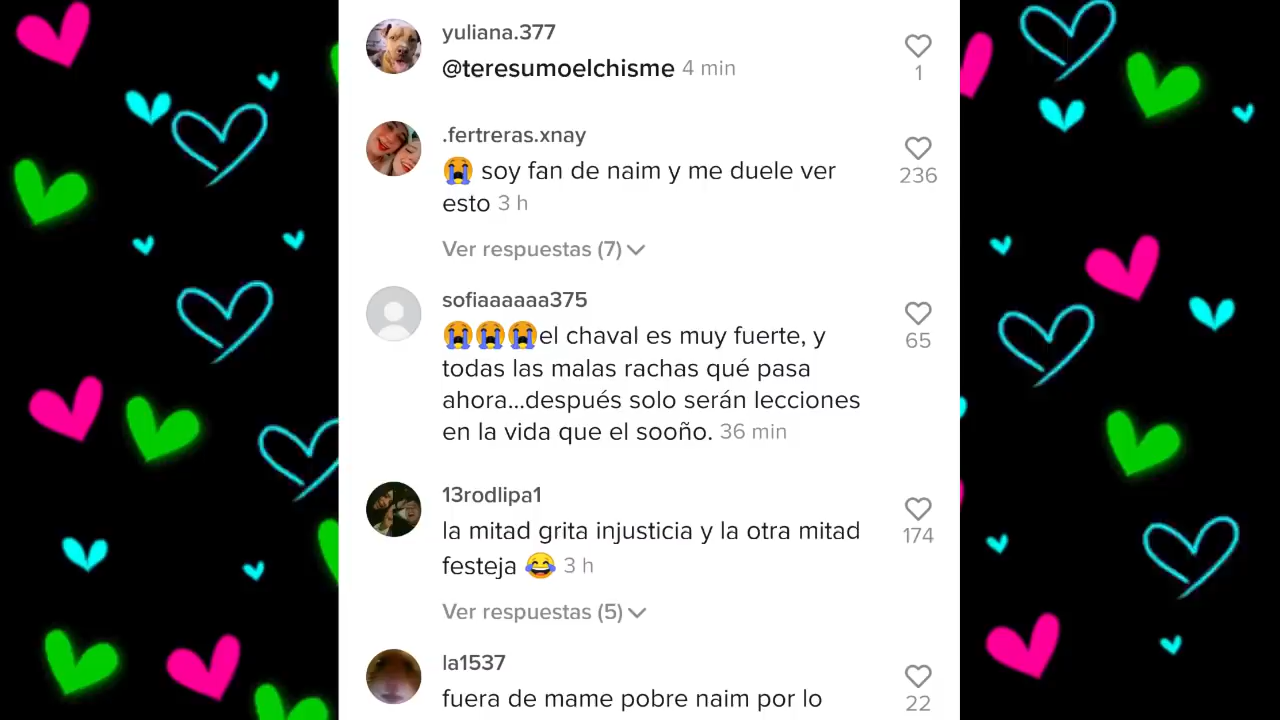 yuliana.377
@teresumoelchisme 4 min
1
.fertreras.xnay
😭 soy fan de naim y me duele ver
esto 3 h
236
Ver respuestas (7)
sofiaaaaaa375
😭😭😭el chaval es muy fuerte, y
todas las malas rachas qué pasa
ahora...después solo serán lecciones
en la vida que el sooño. 36 min
65
13rodlipa1
la mitad grita injusticia y la otra mitad
festeja 😂 3 h
174
Ver respuestas (5)
la1537
fuera de mame pobre naim por lo
22